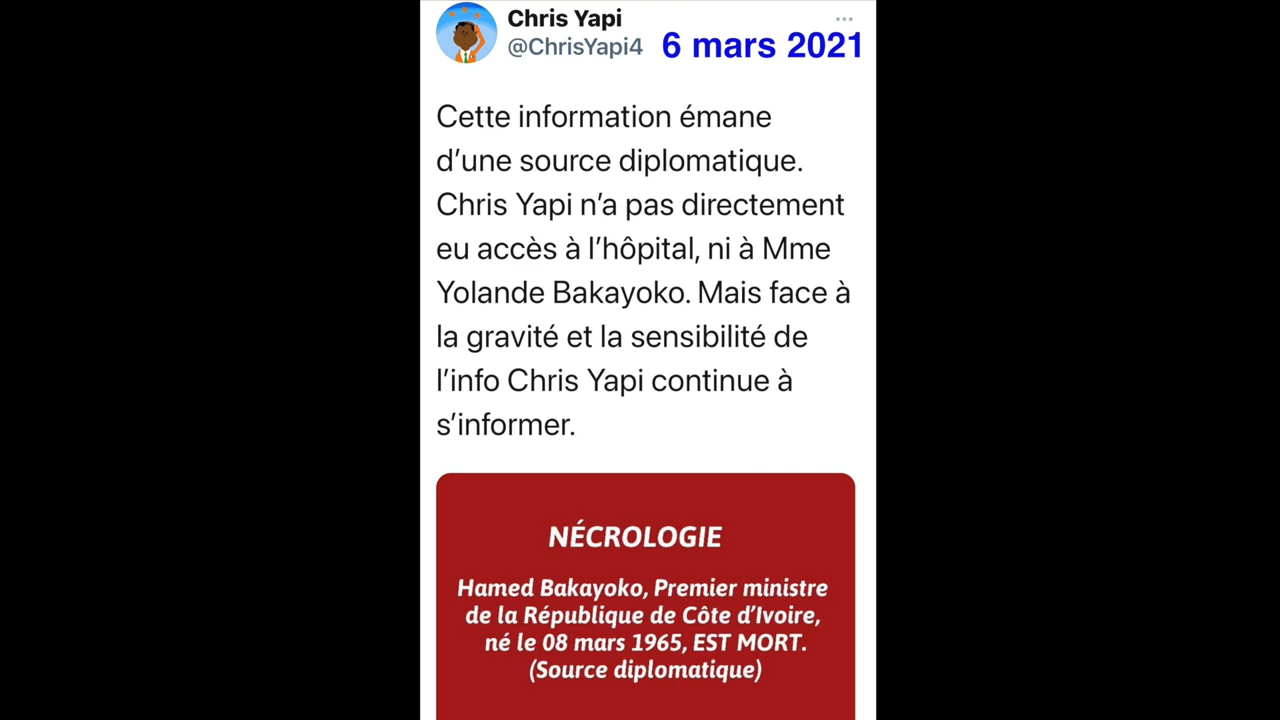 Chris Yapi
@ChrisYapi4 6 mars 2021
Cette information émane
d’une source diplomatique.
Chris Yapi n’a pas directement
eu accès à l’hôpital, ni à Mme
Yolande Bakayoko. Mais face à
la gravité et la sensibilité de
l’info Chris Yapi continue à
s’informer.
NÉCROLOGIE
Hamed Bakayoko, Premier ministre
de la République de Côte d’Ivoire,
né le 08 mars 1965, EST MORT.
(Source diplomatique)